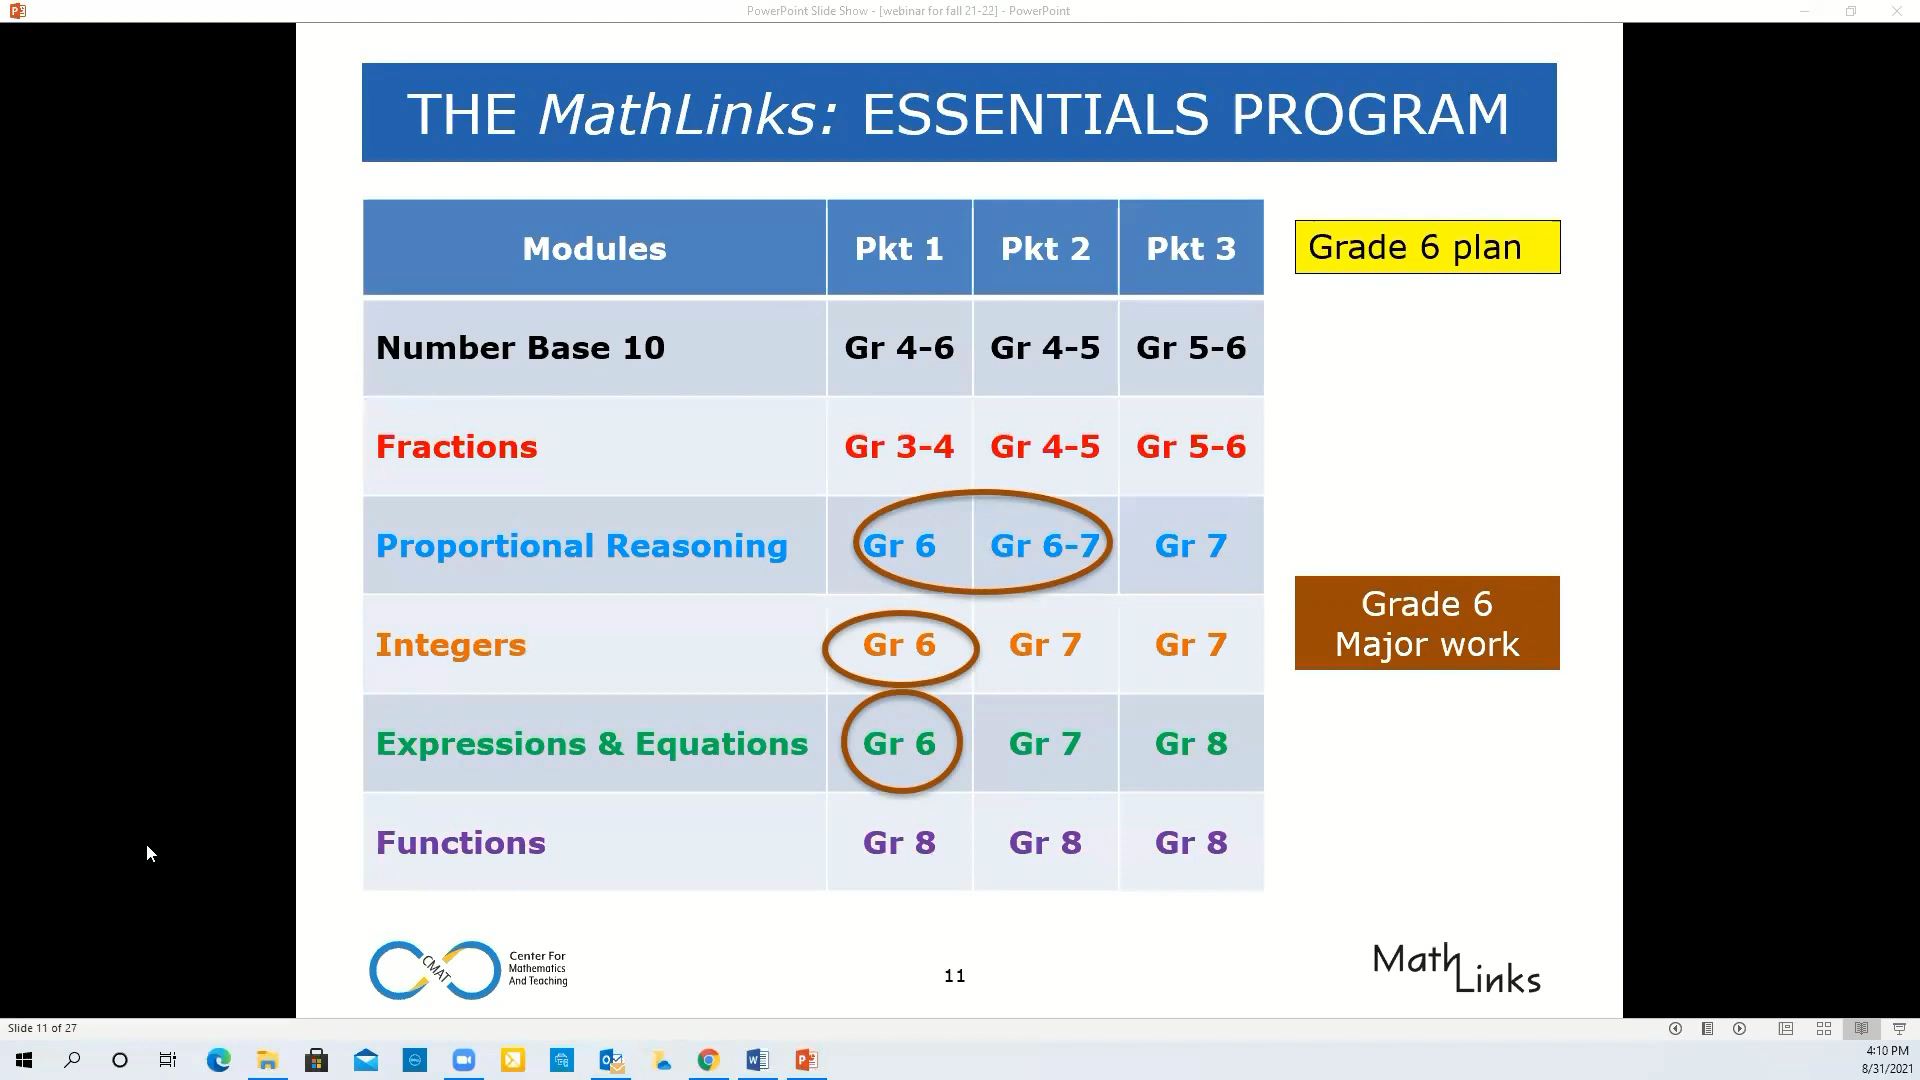 PowerPoint Slide Show - [webinar for fall 21-22] - PowerPoint
THE MathLinks: ESSENTIALS PROGRAM
Modules Pkt 1 Pkt 2 Pkt 3
Grade 6 plan
Number Base 10 Gr 4-6 Gr 4-5 Gr 5-6
Fractions Gr 3-4 Gr 4-5 Gr 5-6
Proportional Reasoning Gr 6 Gr 6-7 Gr 7
Grade 6
Major work
Integers Gr 6 Gr 7 Gr 7
Expressions & Equations Gr 6 Gr 7 Gr 8
Functions Gr 8 Gr 8 Gr 8
CMAT
Center For
Mathematics
And Teaching
11
Math
Links
Slide 11 of 27
4:10 PM
8/31/2021